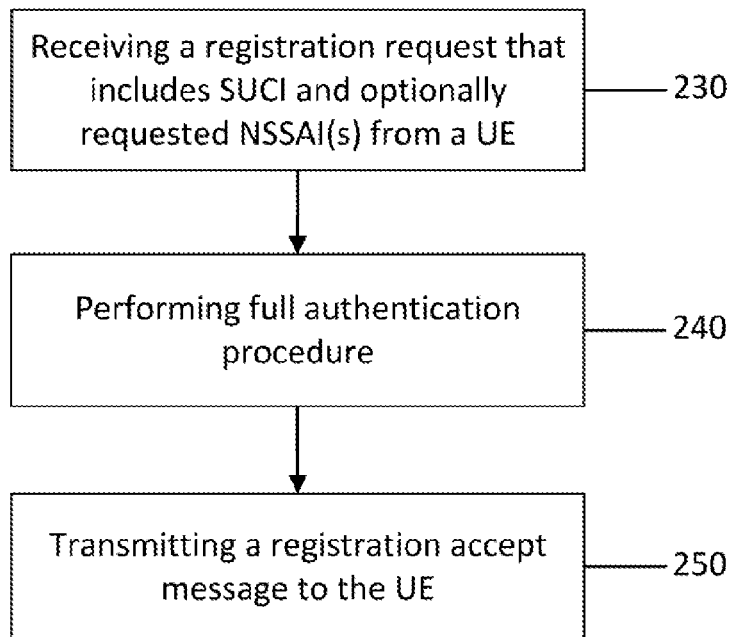 Receiving a registration request that
includes SUCI and optionally
requested NSSAI(s) from a UE
230
Performing full authentication
procedure
240
Transmitting a registration accept
message to the UE
250